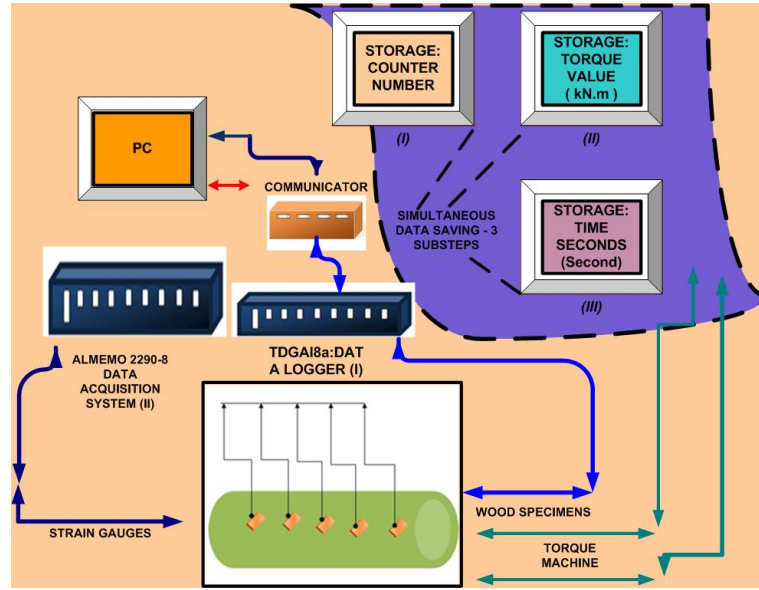 STORAGE:
COUNTER
NUMBER
(I)
STORAGE:
TORQUE
VALUE
( kN.m )
(II)
PC
COMMUNICATOR
SIMULTANEOUS
DATA SAVING - 3
SUBSTEPS
STORAGE:
TIME
SECONDS
(Second)
(III)
ALMEMO 2290-8
DATA
ACQUISITION
SYSTEM (II)
TDGAI8a:DAT
A LOGGER (I)
STRAIN GAUGES
WOOD SPECIMENS
TORQUE
MACHINE